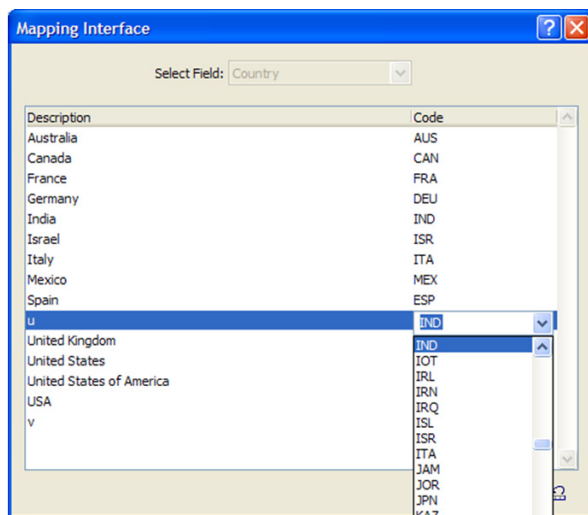 Mapping Interface
Select Field: Country
Description Code
Australia AUS
Canada CAN
France FRA
Germany DEU
India IND
Israel ISR
Italy ITA
Mexico MEX
Spain ESP
u IND
United Kingdom IND
United States IOT
United States of America IRL
USA IRN
v IRQ
ISL
ISR
ITA
JAM
JOR
JPN
KAZ